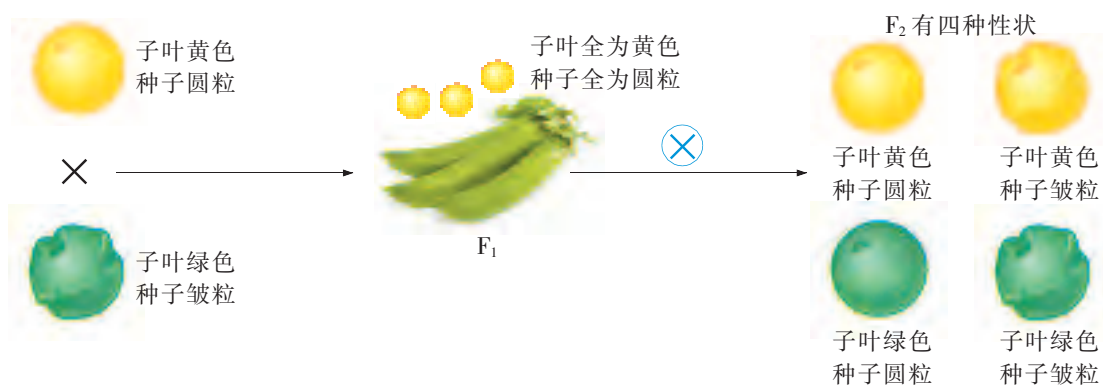 子叶黄色
种子圆粒
×
子叶绿色
种子皱粒
子叶全为黄色
种子全为圆粒
F₁
×
F₂有四种性状
子叶黄色
种子圆粒
子叶黄色
种子皱粒
子叶绿色
种子圆粒
子叶绿色
种子皱粒